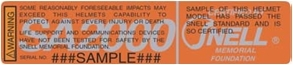 WARNING
SOME REASONABLY FORESEEABLE IMPACTS MAY
EXCEED THIS HELMETS CAPABILITY TO
PROTECT AGAINST SEVERE INJURY OR DEATH
LIFE SUPPORT AND COMMUNICATIONS DEVICES
HAVE NOT BEEN TESTED FOR SAFETY BY THE
SNELL MEMORIAL FOUNDATION
SERIAL NO. ###SAMPLE###
SAMPLE OF THIS HELMET
MODEL HAS PASSED THE
SNELL STANDARD AND IS
SO CERTIFIED
SNELL
MEMORIAL
FOUNDATION